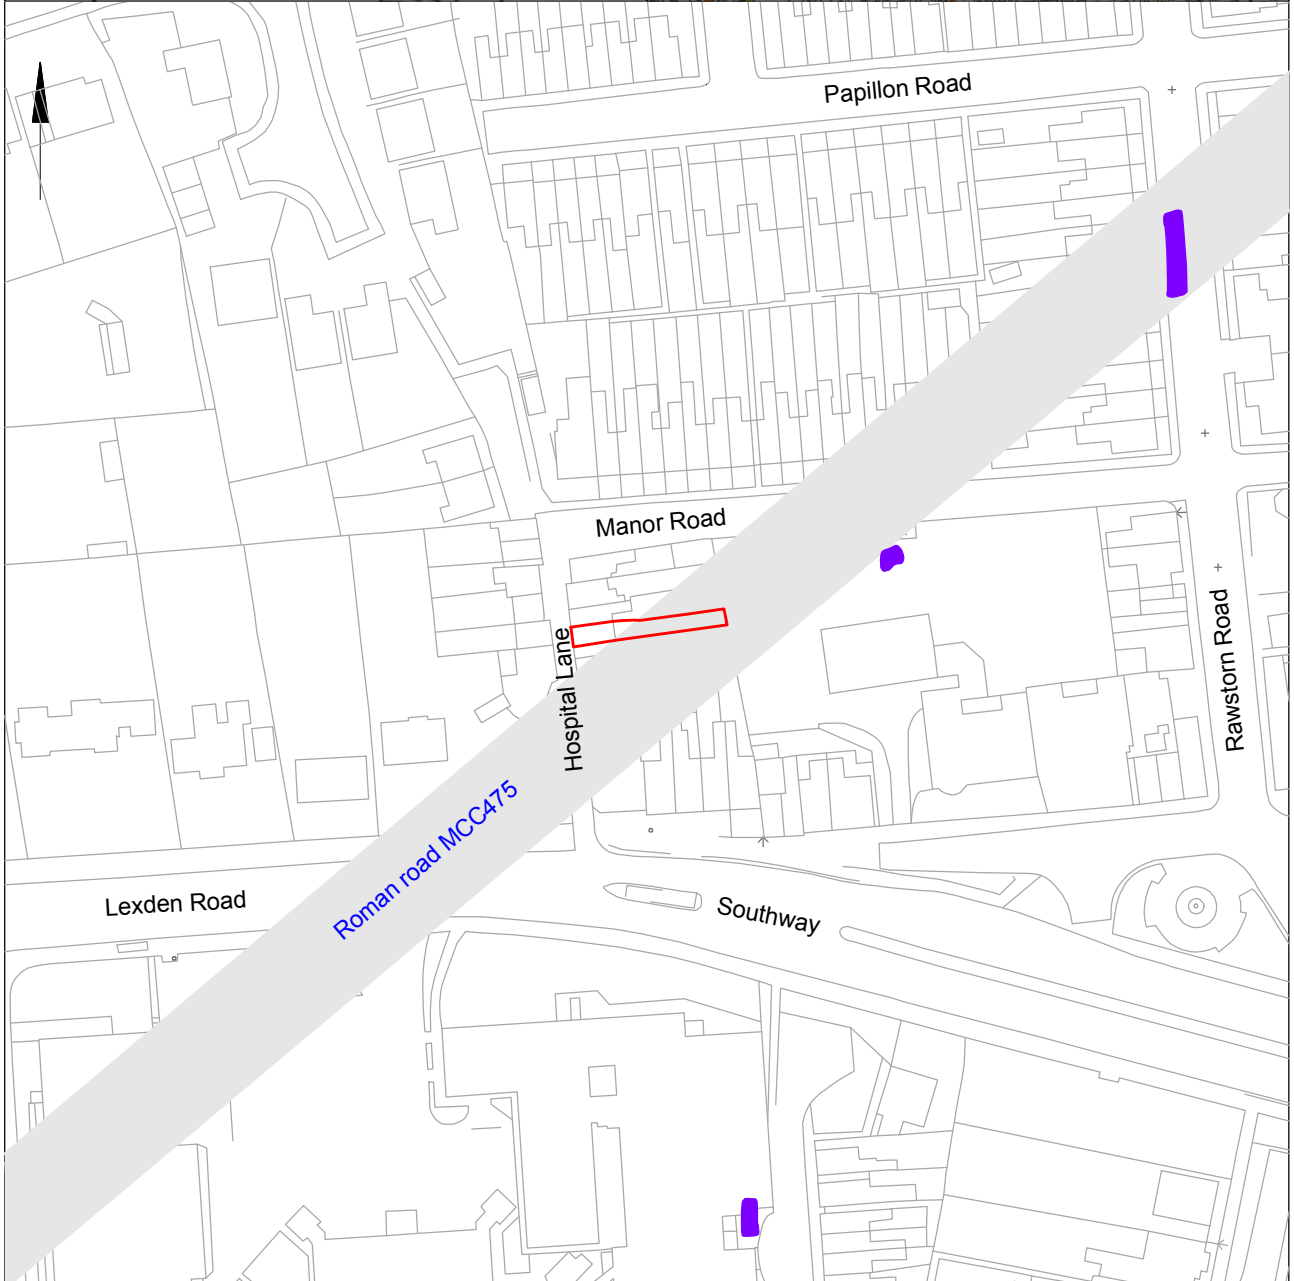 Papillon Road
Manor Road
Rawstorn Road
Hospital Lane
Roman road MCC475
Lexden Road
Southway